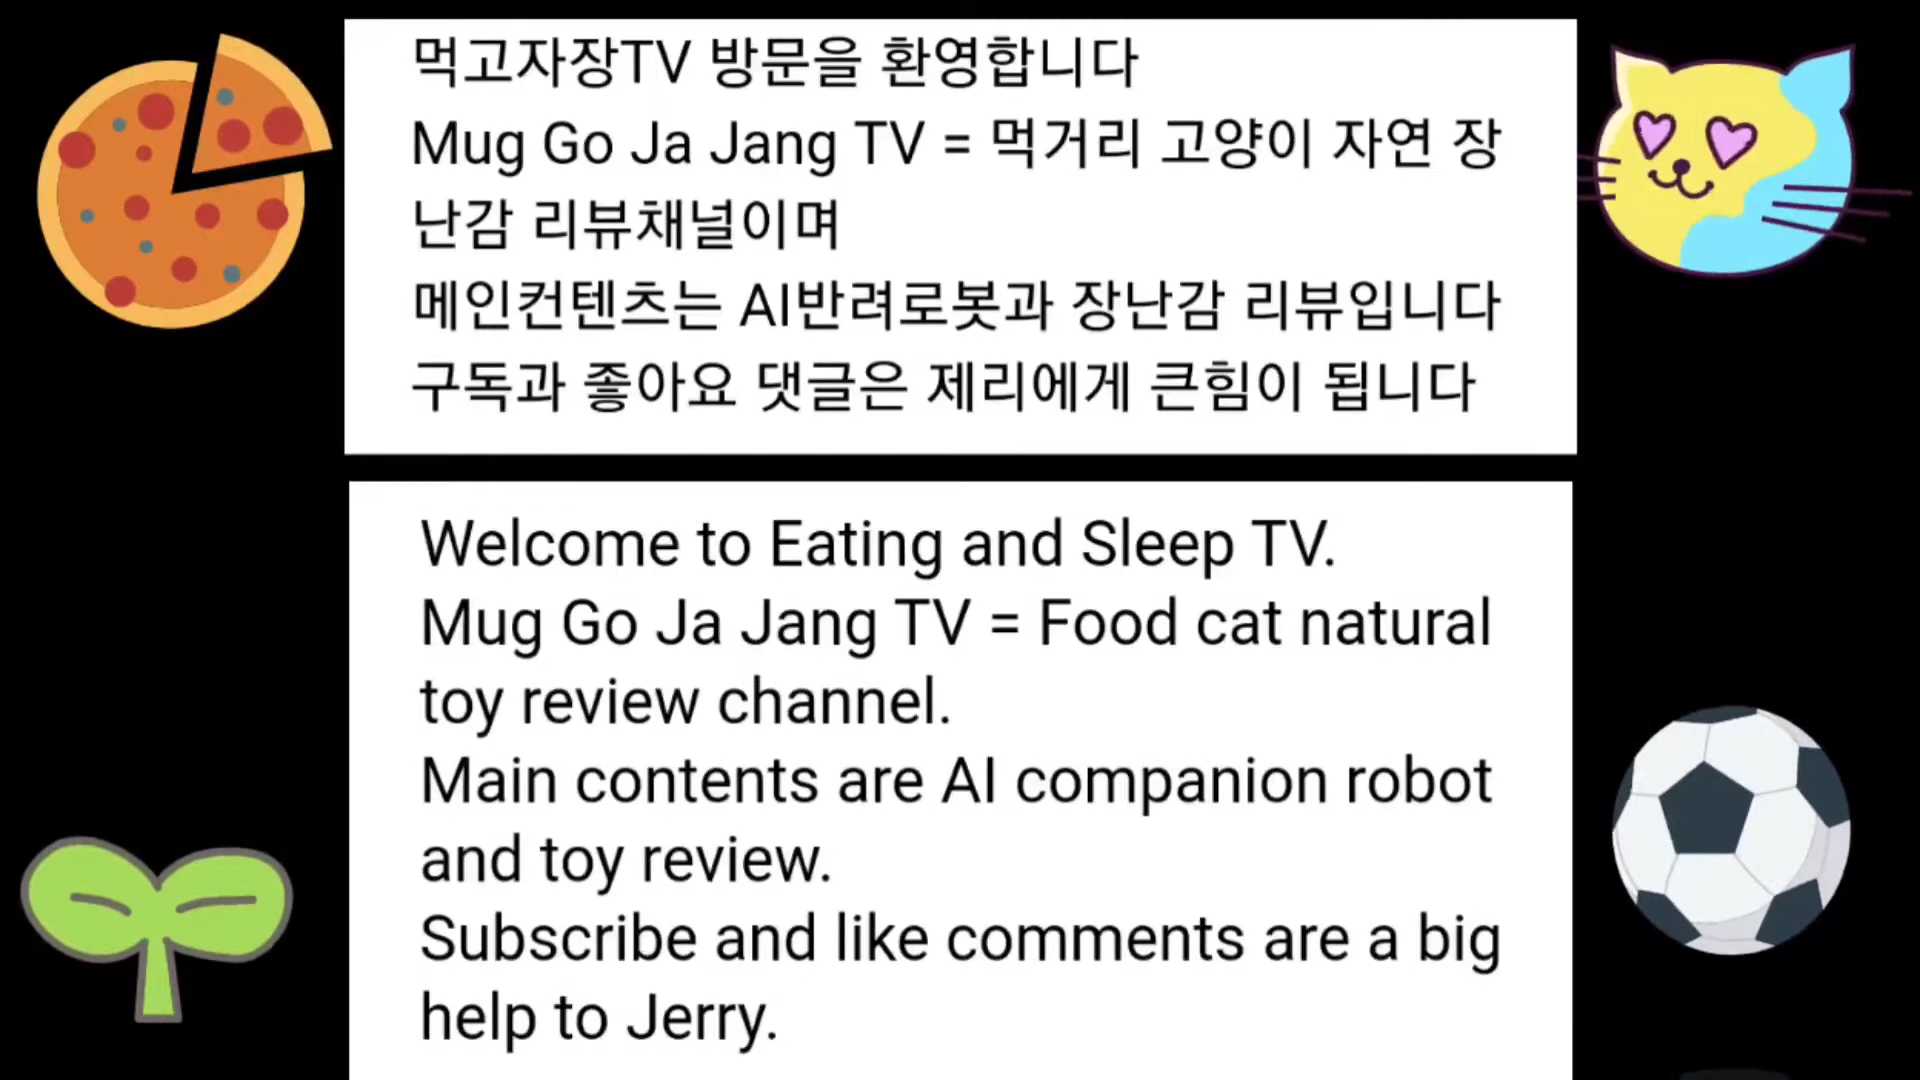 먹고자장TV 방문을 환영합니다
Mug Go Ja Jang TV = 먹거리 고양이 자연 장
난감 리뷰채널이며
메인컨텐츠는 AI반려로봇과 장난감 리뷰입니다
구독과 좋아요 댓글은 제리에게 큰힘이 됩니다
Welcome to Eating and Sleep TV.
Mug Go Ja Jang TV = Food cat natural
toy review channel.
Main contents are AI companion robot
and toy review.
Subscribe and like comments are a big
help to Jerry.